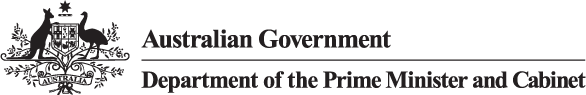 Australian Government
Department of the Prime Minister and Cabinet
AUSTRALIA